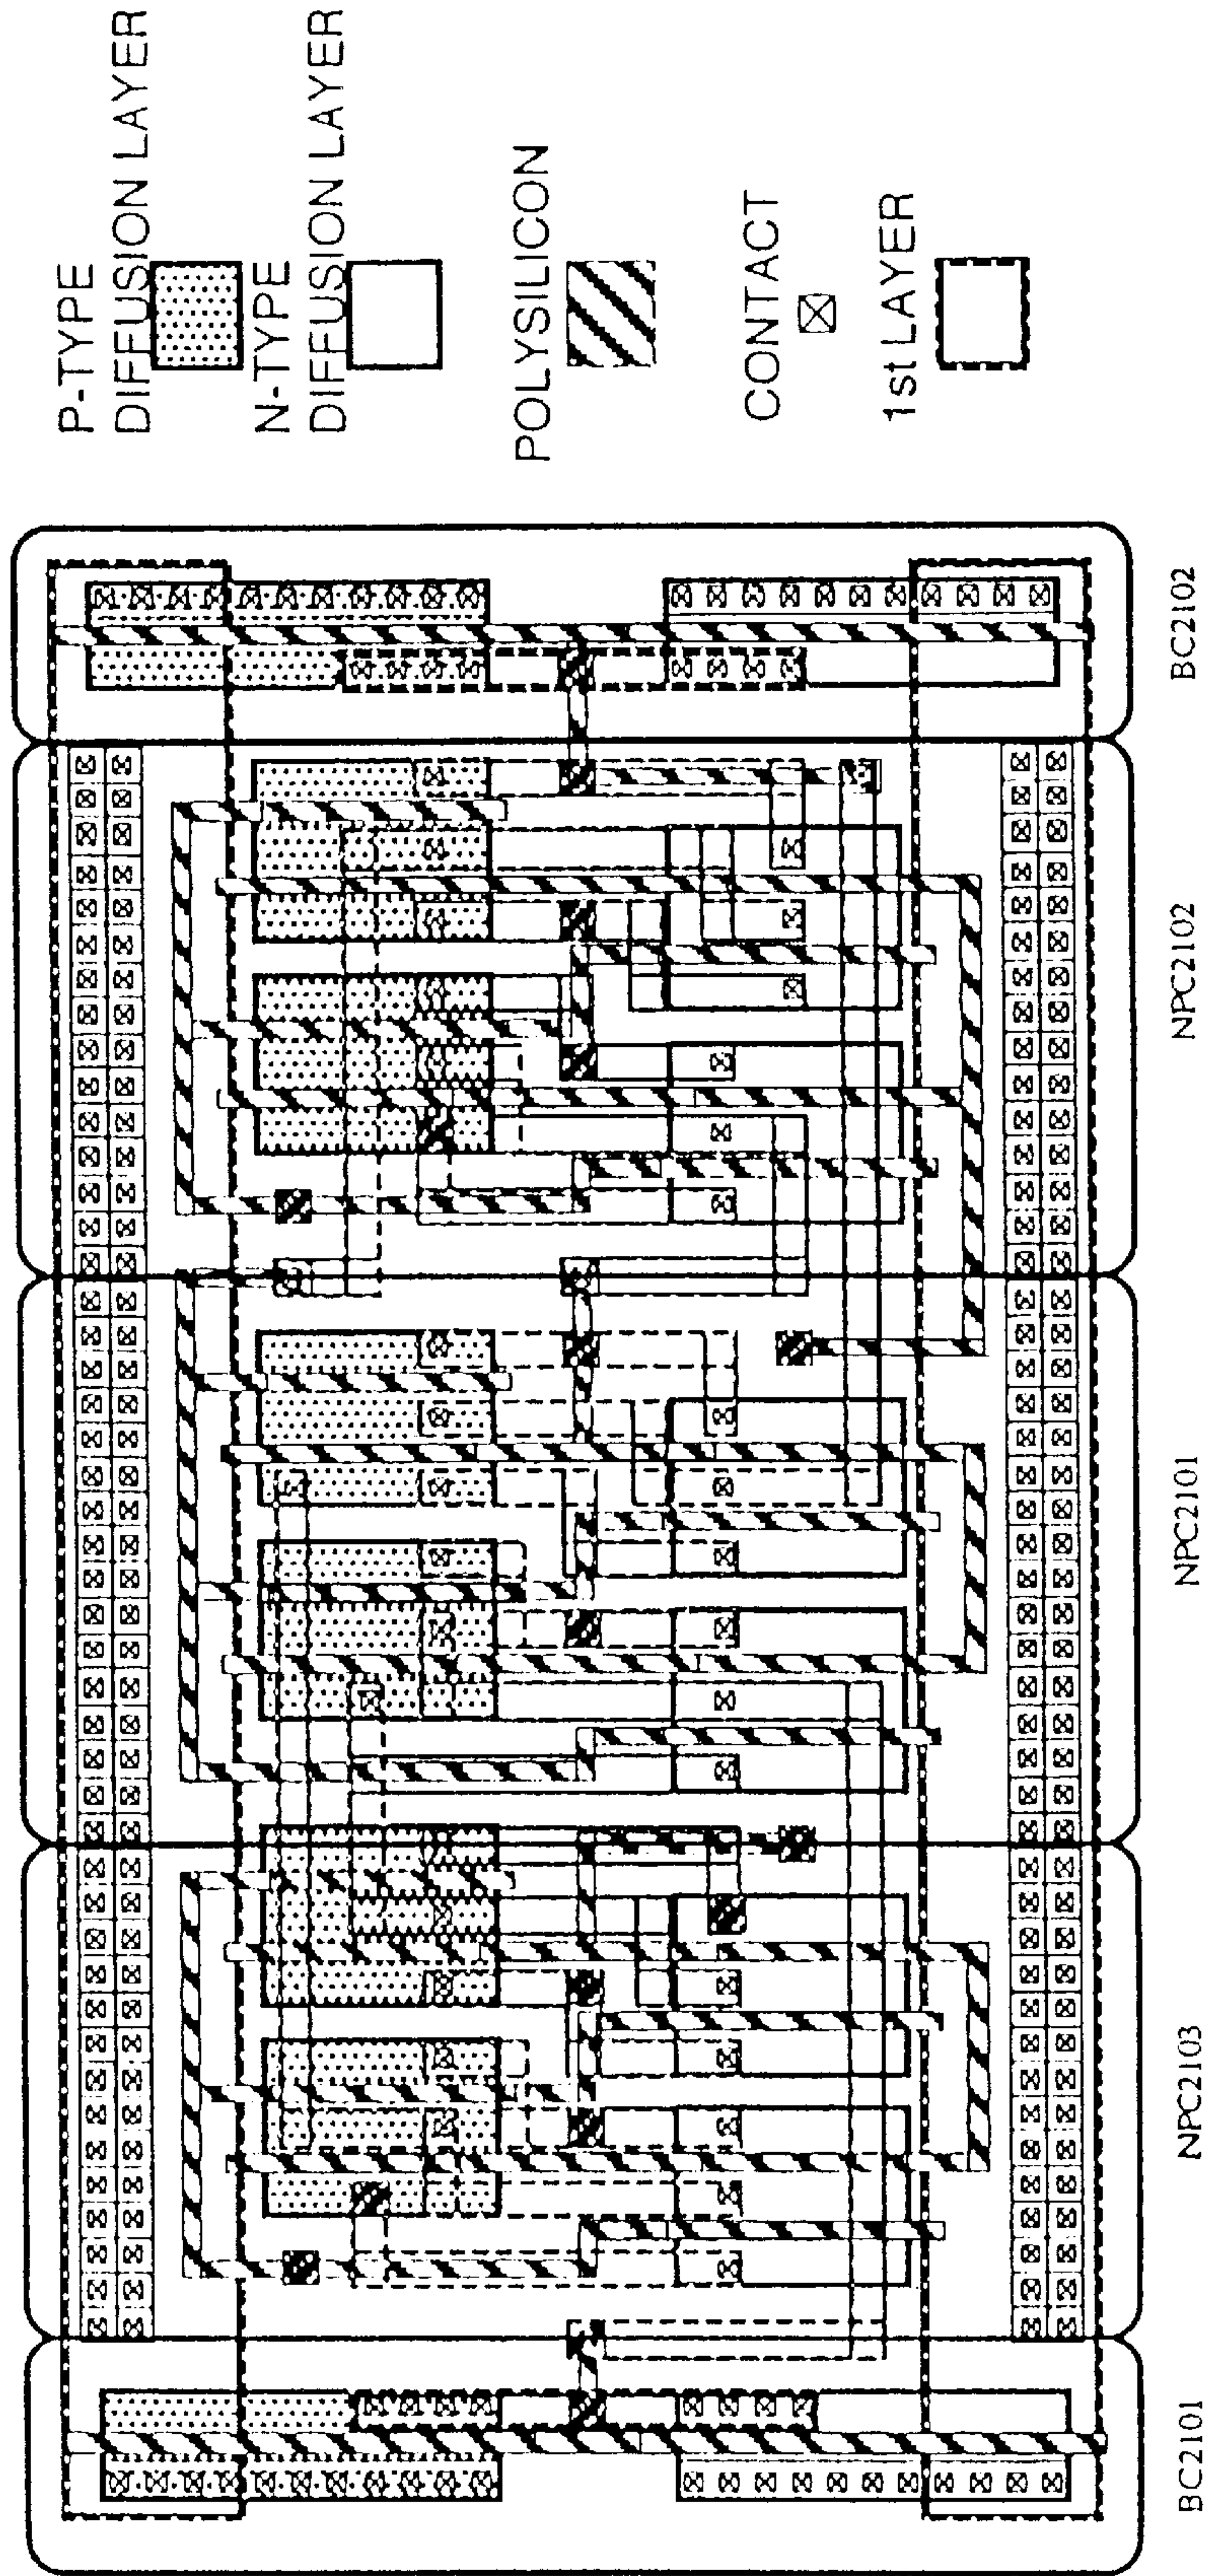 P-TYPE
DIFFUSION LAYER
N-TYPE
DIFFUSION LAYER
POLYSILICON
CONTACT
1st LAYER
BC2101
NPC2103
NPC2101
NPC2102
BC2102